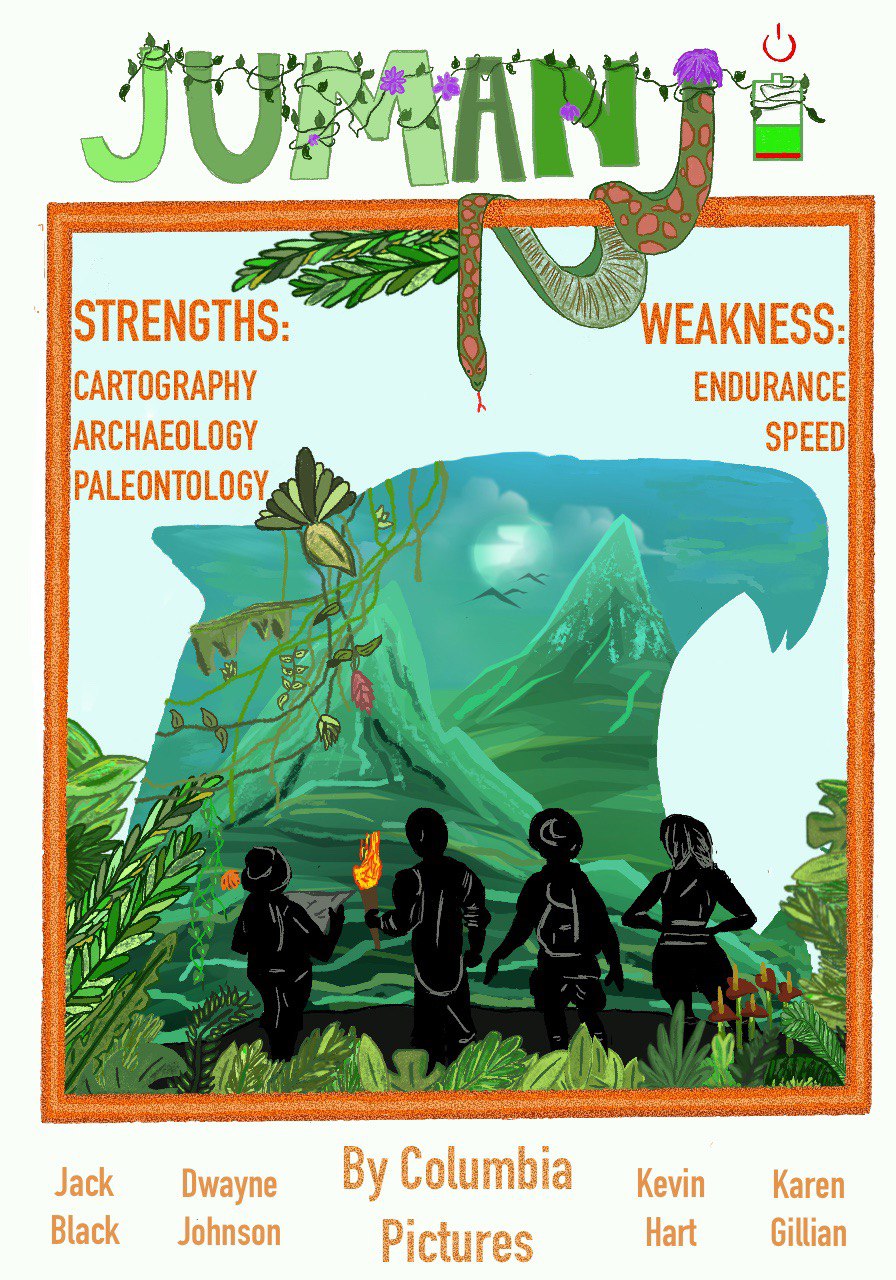 JUMANJI
STRENGTHS:
CARTOGRAPHY
ARCHAEOLOGY
PALEONTOLOGY
WEAKNESS:
ENDURANCE
SPEED
Jack
Black
Dwayne
Johnson
By Columbia
Pictures
Kevin
Hart
Karen
Gillian